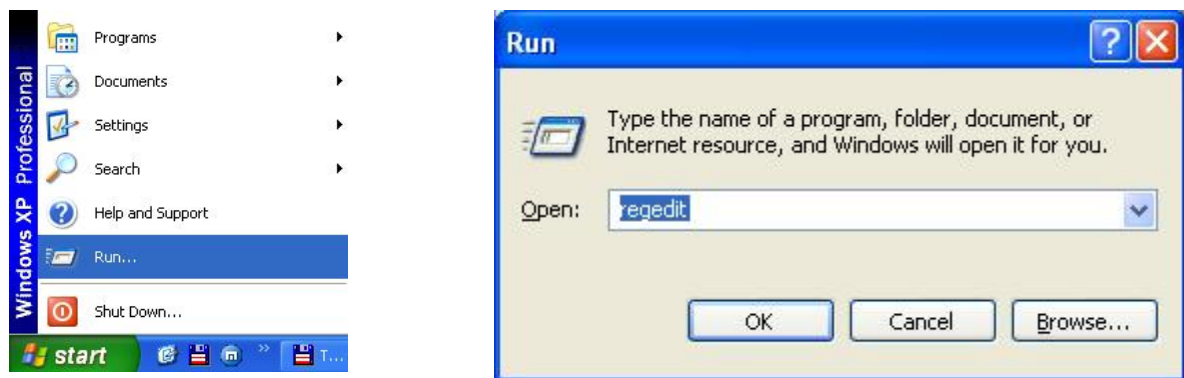 Windows XP Professional
Programs
Documents
Settings
Search
Help and Support
Run...
Shut Down...
start
T...
Run
Type the name of a program, folder, document, or
Internet resource, and Windows will open it for you.
Open:
regedit
OK
Cancel
Browse...